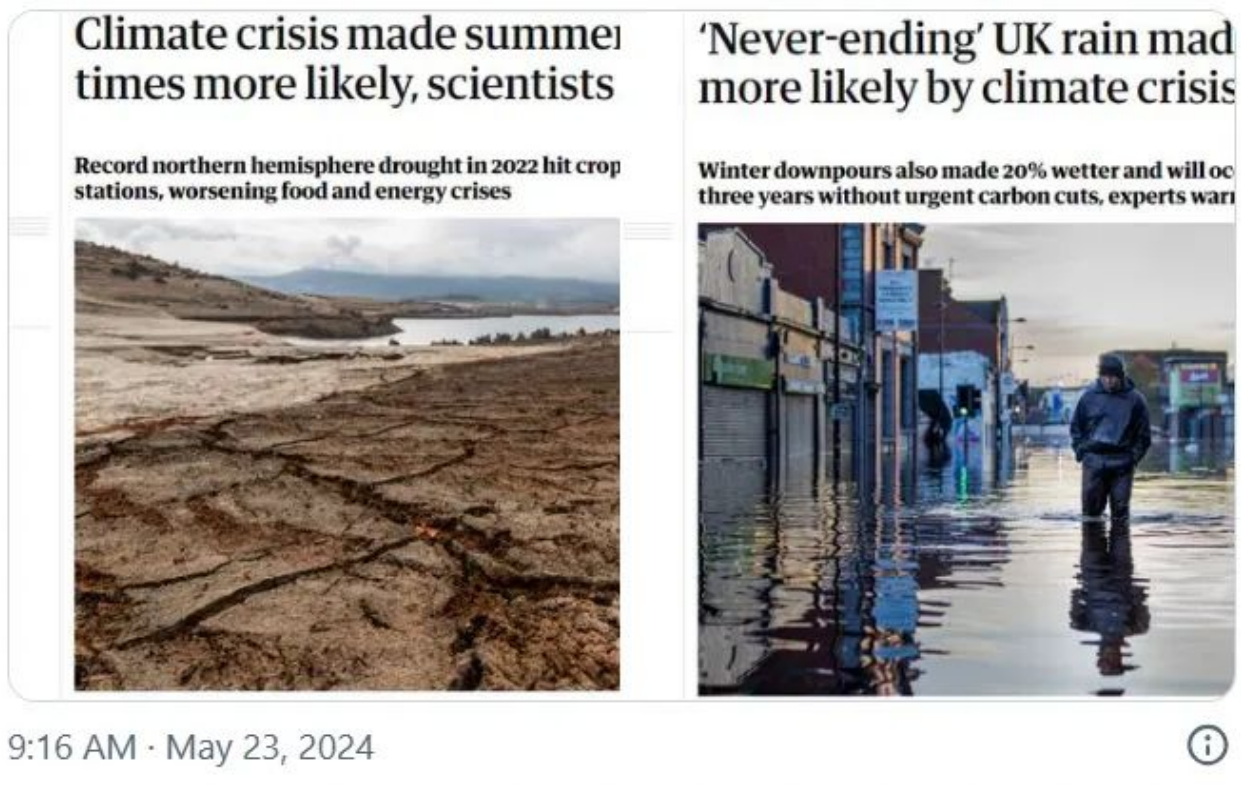 Climate crisis made summer
times more likely, scientists
Record northern hemisphere drought in 2022 hit crop
stations, worsening food and energy crises
‘Never-ending’ UK rain mad
more likely by climate crisis
Winter downpours also made 20% wetter and will oc
three years without urgent carbon cuts, experts warn
9:16 AM · May 23, 2024